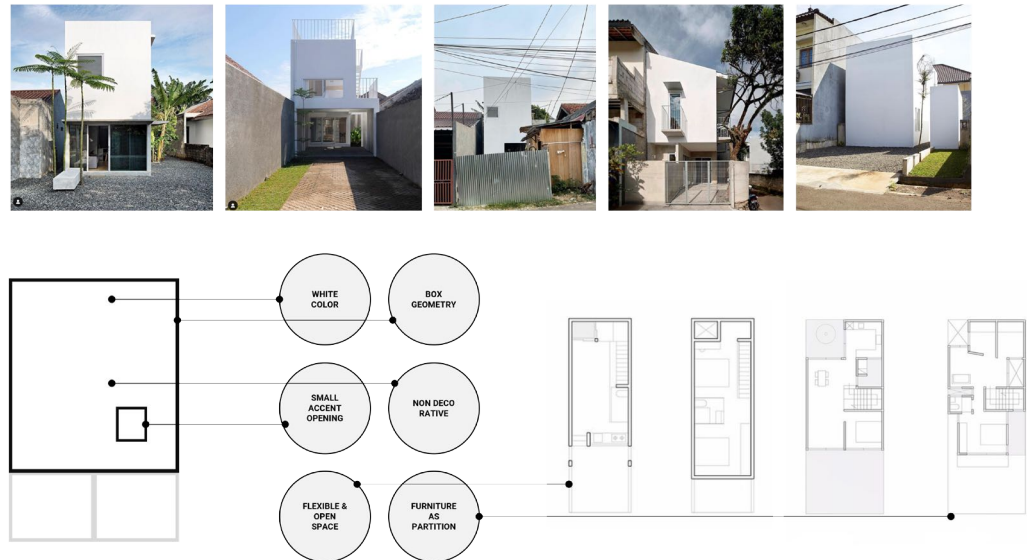 WHITE
COLOR
BOX
GEOMETRY
SMALL
ACCENT
OPENING
NON DECO
RATIVE
FLEXIBLE &
OPEN
SPACE
FURNITURE
AS
PARTITION